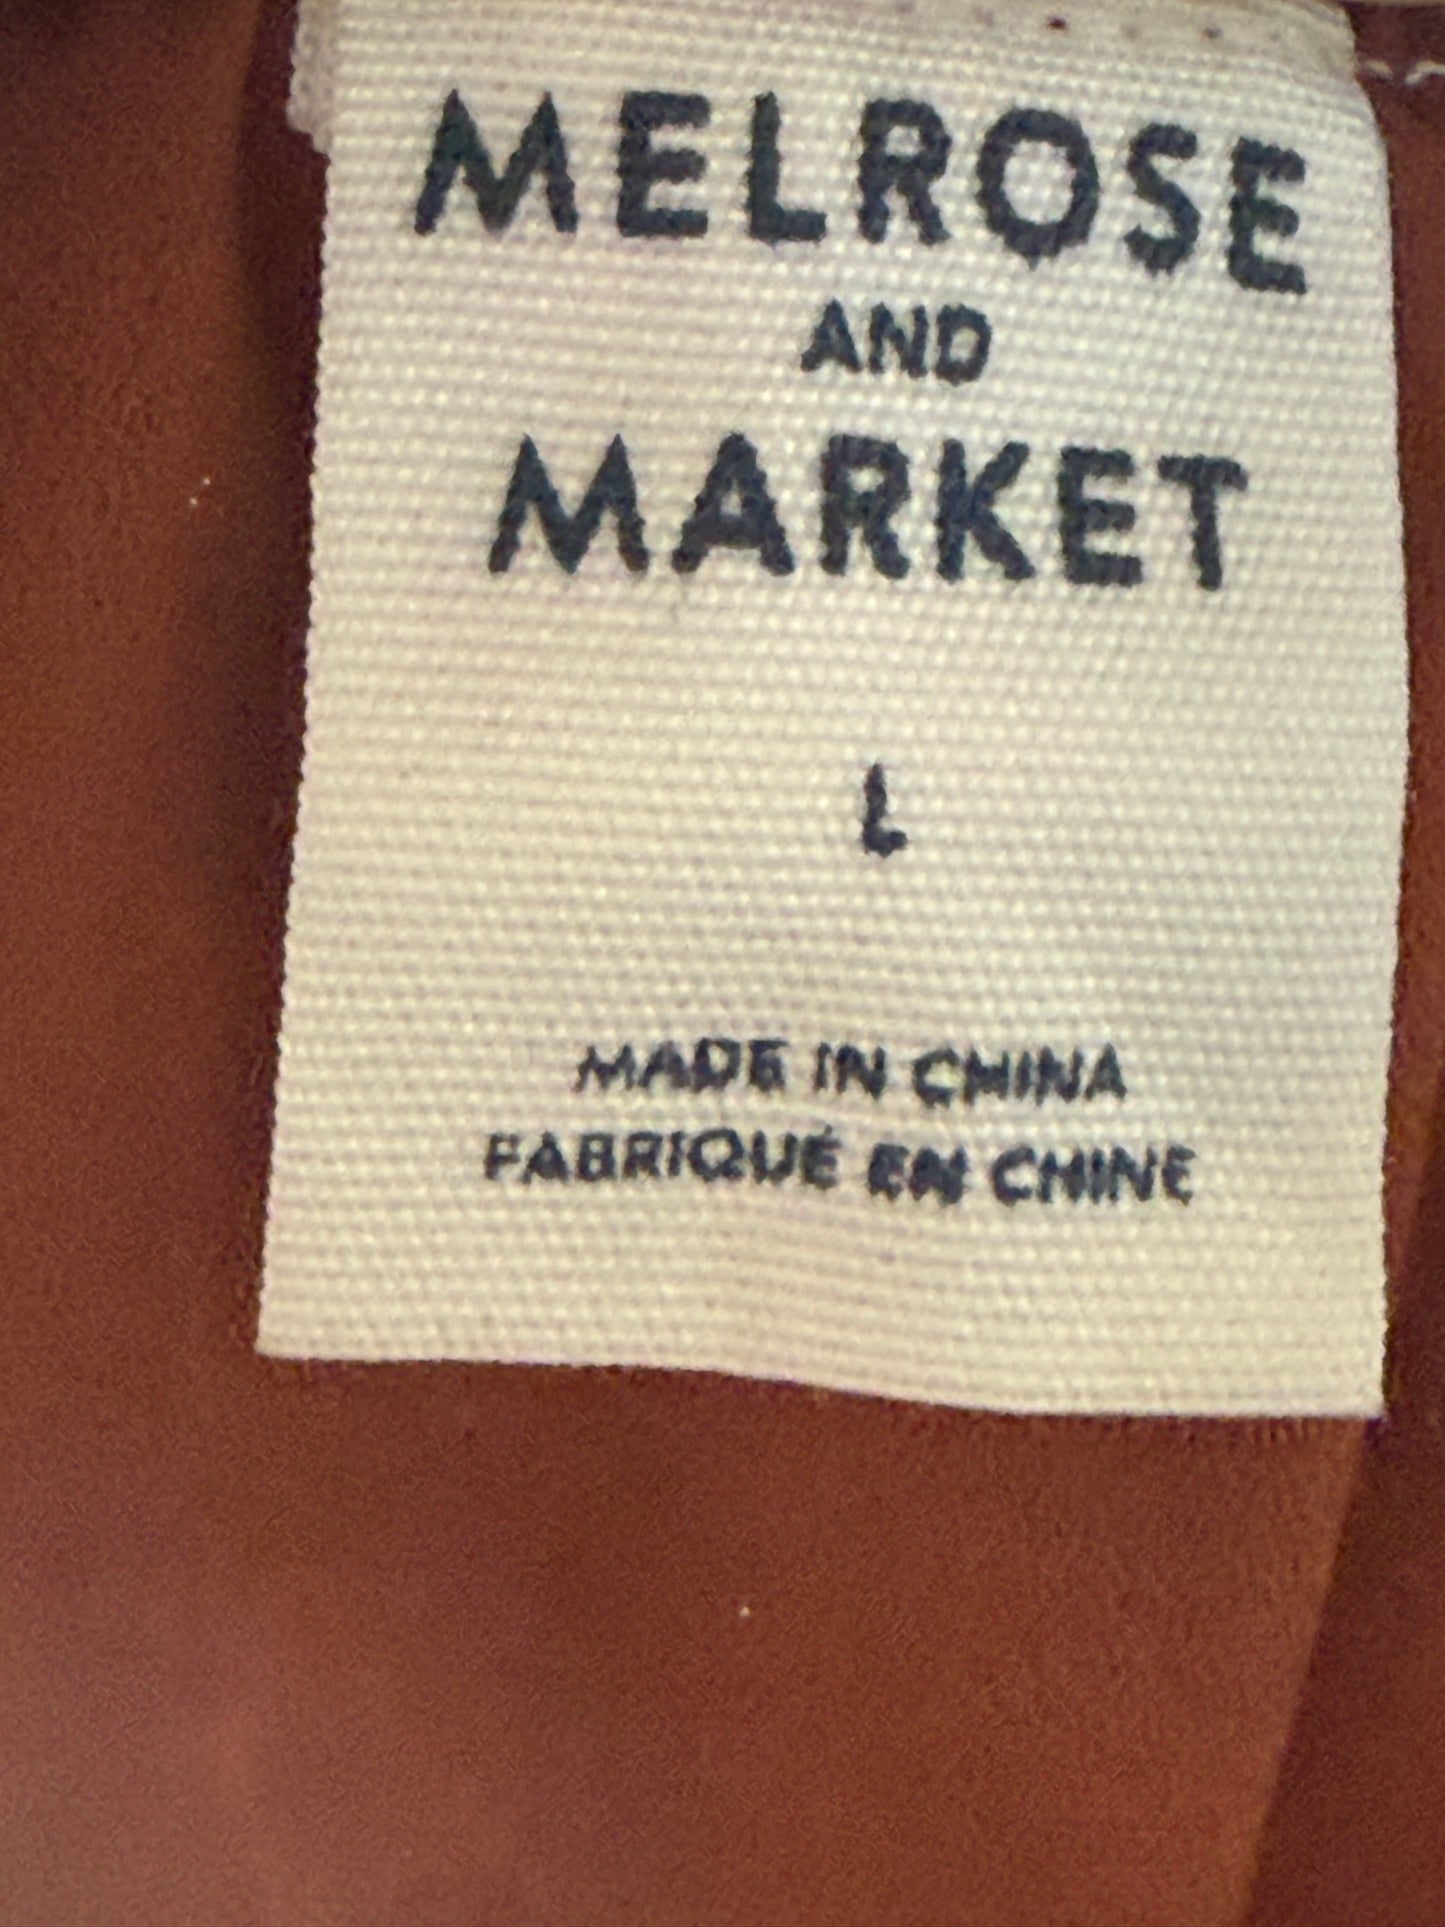 MELROSE
AND
MARKET
L
MADE IN CHINA
FABRIQUÉ EN CHINE